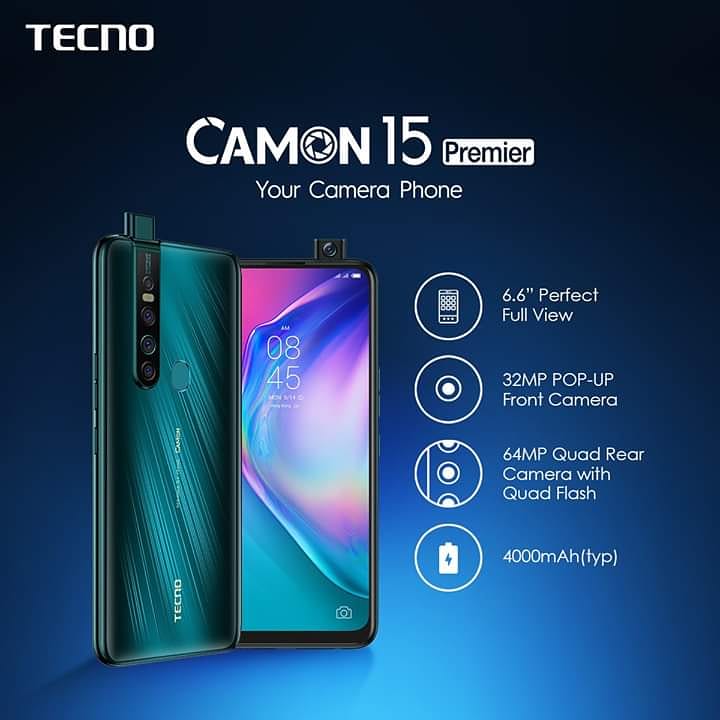 TECNO
CAMON 15 Premier
Your Camera Phone
6.6” Perfect
Full View
32MP POP-UP
Front Camera
64MP Quad Rear
Camera with
Quad Flash
4000mAh(typ)
AM
08
45
CAMON
TECNO